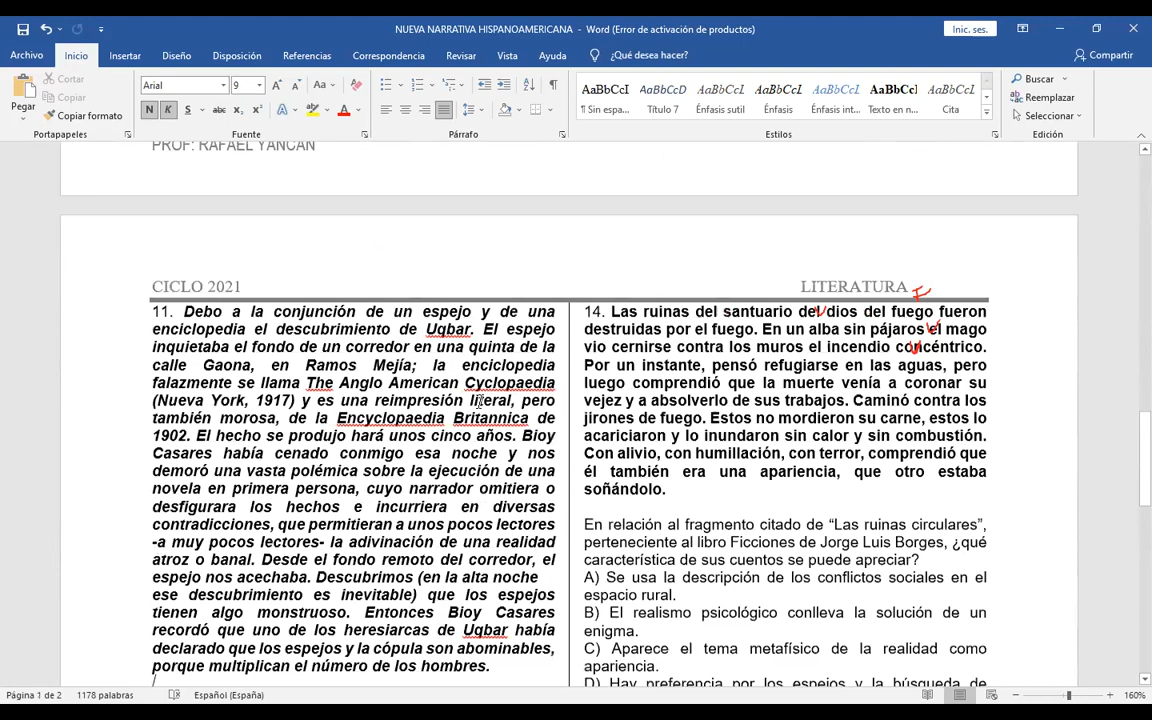 NUEVA NARRATIVA HISPANOAMERICANA - Word (Error de activación de productos)
Inic. ses.
Archivo Inicio Insertar Diseño Disposición Referencias Correspondencia Revisar Vista Ayuda ¿Qué desea hacer? Compartir
Pegar
Cortar
Copiar
Copiar formato
Portapapeles
Arial 9
N K S abc x₂ x²
Fuente
Párrafo
AaBbCcI AaBbCcD AaBbCcL AaBbCcL AaBbCcL AaBbCcI AaBbCcL
¶ Sin espa... Título 7 Énfasis sutil Énfasis Énfasis int... Texto en n... Cita
Estilos
Buscar
Reemplazar
Seleccionar
Edición
PROF: RAFAEL YANCAN
CICLO 2021 LITERATURA
F
11. Debo a la conjunción de un espejo y de una
enciclopedia el descubrimiento de Uqbar. El espejo
inquietaba el fondo de un corredor en una quinta de la
calle Gaona, en Ramos Mejía; la enciclopedia
falazmente se llama The Anglo American Cyclopaedia
(Nueva York, 1917) y es una reimpresión literal, pero
también morosa, de la Encyclopaedia Britannica de
1902. El hecho se produjo hará unos cinco años. Bioy
Casares había cenado conmigo esa noche y nos
demoró una vasta polémica sobre la ejecución de una
novela en primera persona, cuyo narrador omitiera o
desfigurara los hechos e incurriera en diversas
contradicciones, que permitieran a unos pocos lectores
-a muy pocos lectores- la adivinación de una realidad
atroz o banal. Desde el fondo remoto del corredor, el
espejo nos acechaba. Descubrimos (en la alta noche
ese descubrimiento es inevitable) que los espejos
tienen algo monstruoso. Entonces Bioy Casares
recordó que uno de los heresiarcas de Uqbar había
declarado que los espejos y la cópula son abominables,
porque multiplican el número de los hombres.
14. Las ruinas del santuario del dios del fuego fueron
destruidas por el fuego. En un alba sin pájaros el mago
vio cernirse contra los muros el incendio concéntrico.
Por un instante, pensó refugiarse en las aguas, pero
luego comprendió que la muerte venía a coronar su
vejez y a absolverlo de sus trabajos. Caminó contra los
jirones de fuego. Estos no mordieron su carne, estos lo
acariciaron y lo inundaron sin calor y sin combustión.
Con alivio, con humillación, con terror, comprendió que
él también era una apariencia, que otro estaba
soñándolo.
En relación al fragmento citado de “Las ruinas circulares”,
perteneciente al libro Ficciones de Jorge Luis Borges, ¿qué
característica de sus cuentos se puede apreciar?
A) Se usa la descripción de los conflictos sociales en el
espacio rural.
B) El realismo psicológico conlleva la solución de un
enigma.
C) Aparece el tema metafísico de la realidad como
apariencia.
D) Hay preferencia por los espejos y la búsqueda de
Página 1 de 2 1178 palabras Español (España) 160%